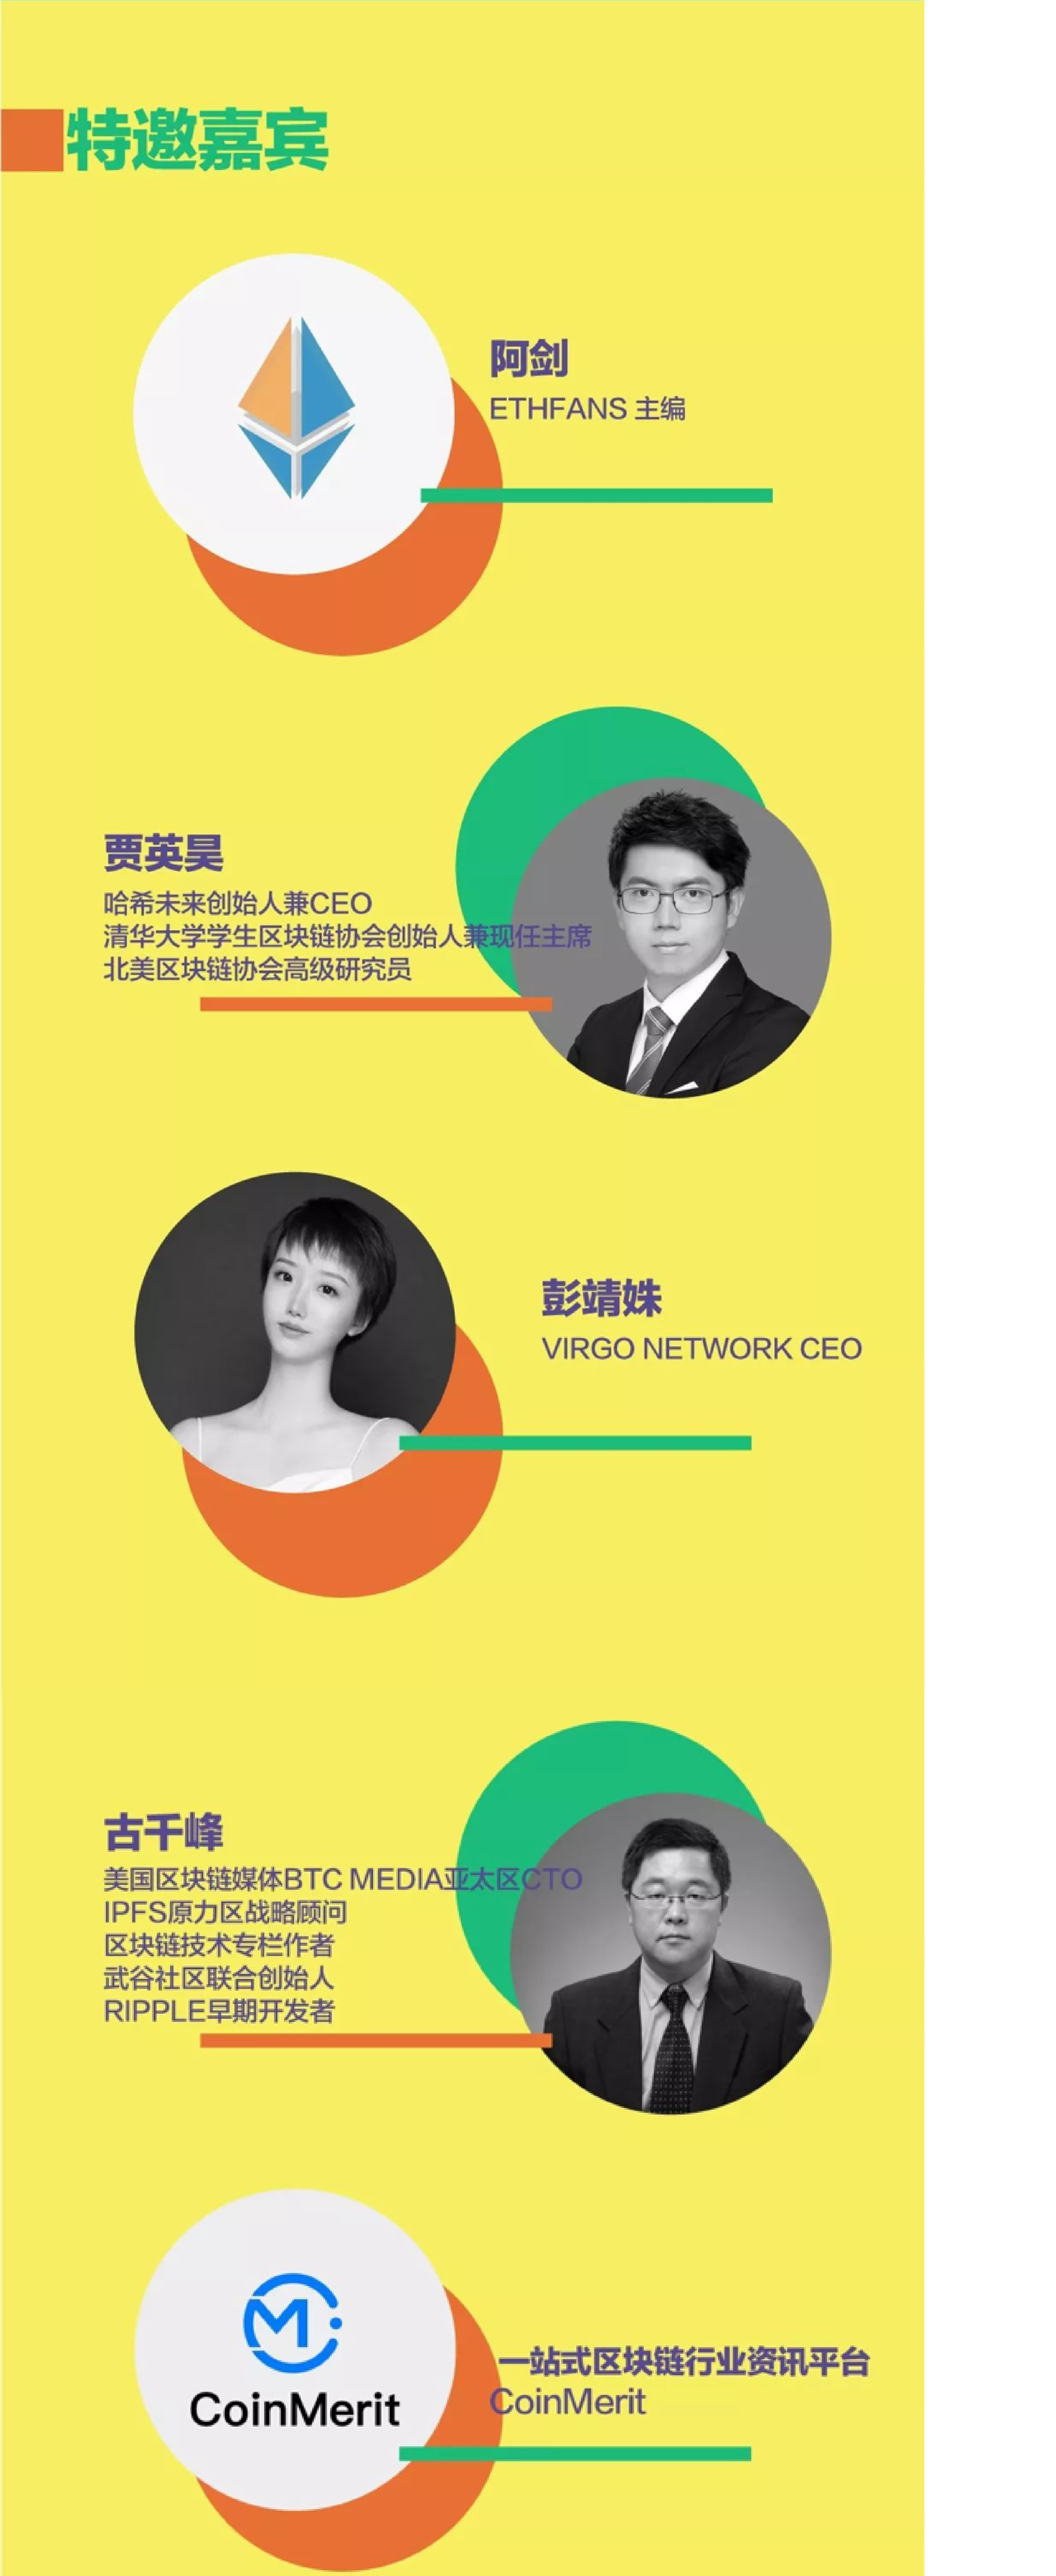 特邀嘉宾
阿剑
ETHFANS 主编
贾英昊
哈希未来创始人兼CEO
清华大学学生区块链协会创始人兼现任主席
北美区块链协会高级研究员
彭靖姝
VIRGO NETWORK CEO
古千峰
美国区块链媒体BTC MEDIA亚太区CTO
IPFS原力区战略顾问
区块链技术专栏作者
武谷社区联合创始人
RIPPLE早期开发者
CoinMerit
一站式区块链行业资讯平台
CoinMerit